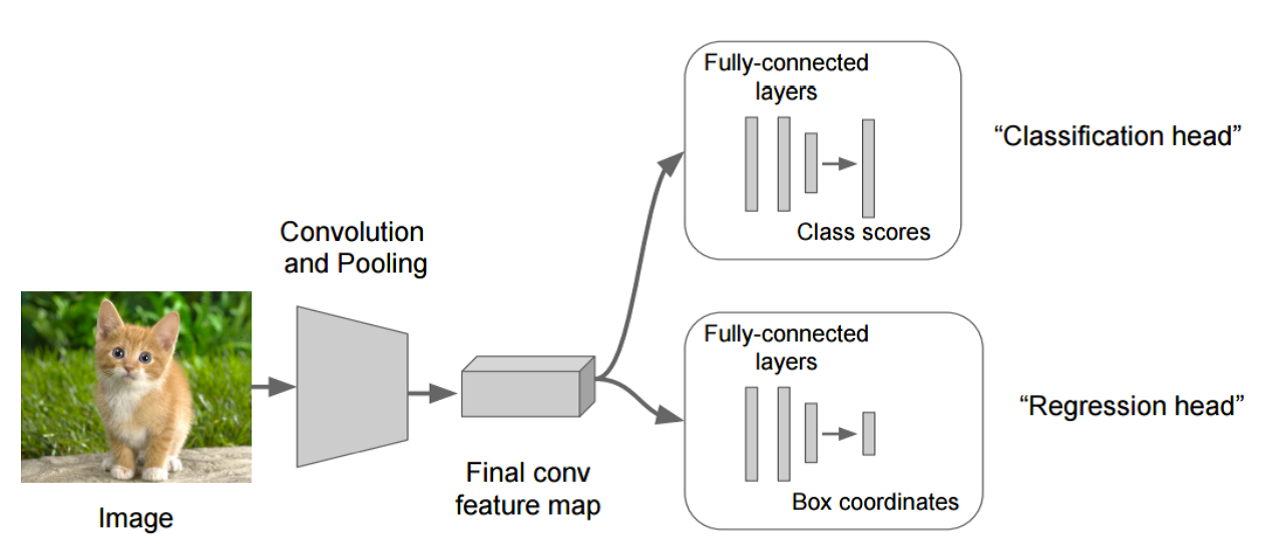 Fully-connected
layers
Class scores
“Classification head”
Convolution
and Pooling
Image
Final conv
feature map
Fully-connected
layers
Box coordinates
“Regression head”